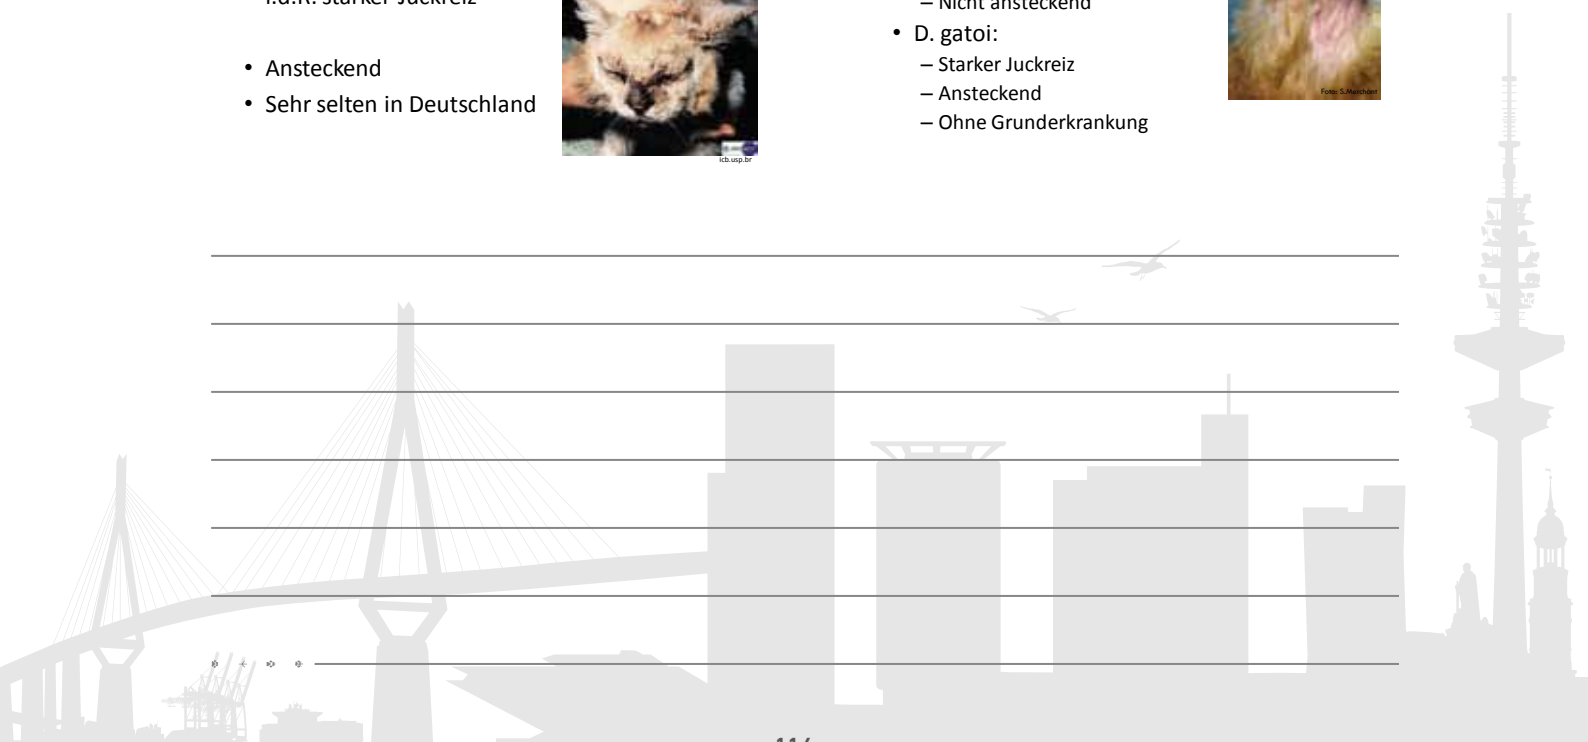 i.d.R. starker Juckreiz
• Ansteckend
• Sehr selten in Deutschland
icb.usp.br
– Nicht ansteckend
• D. gatoi:
– Starker Juckreiz
– Ansteckend
– Ohne Grunderkrankung
Foto: S.Merchant